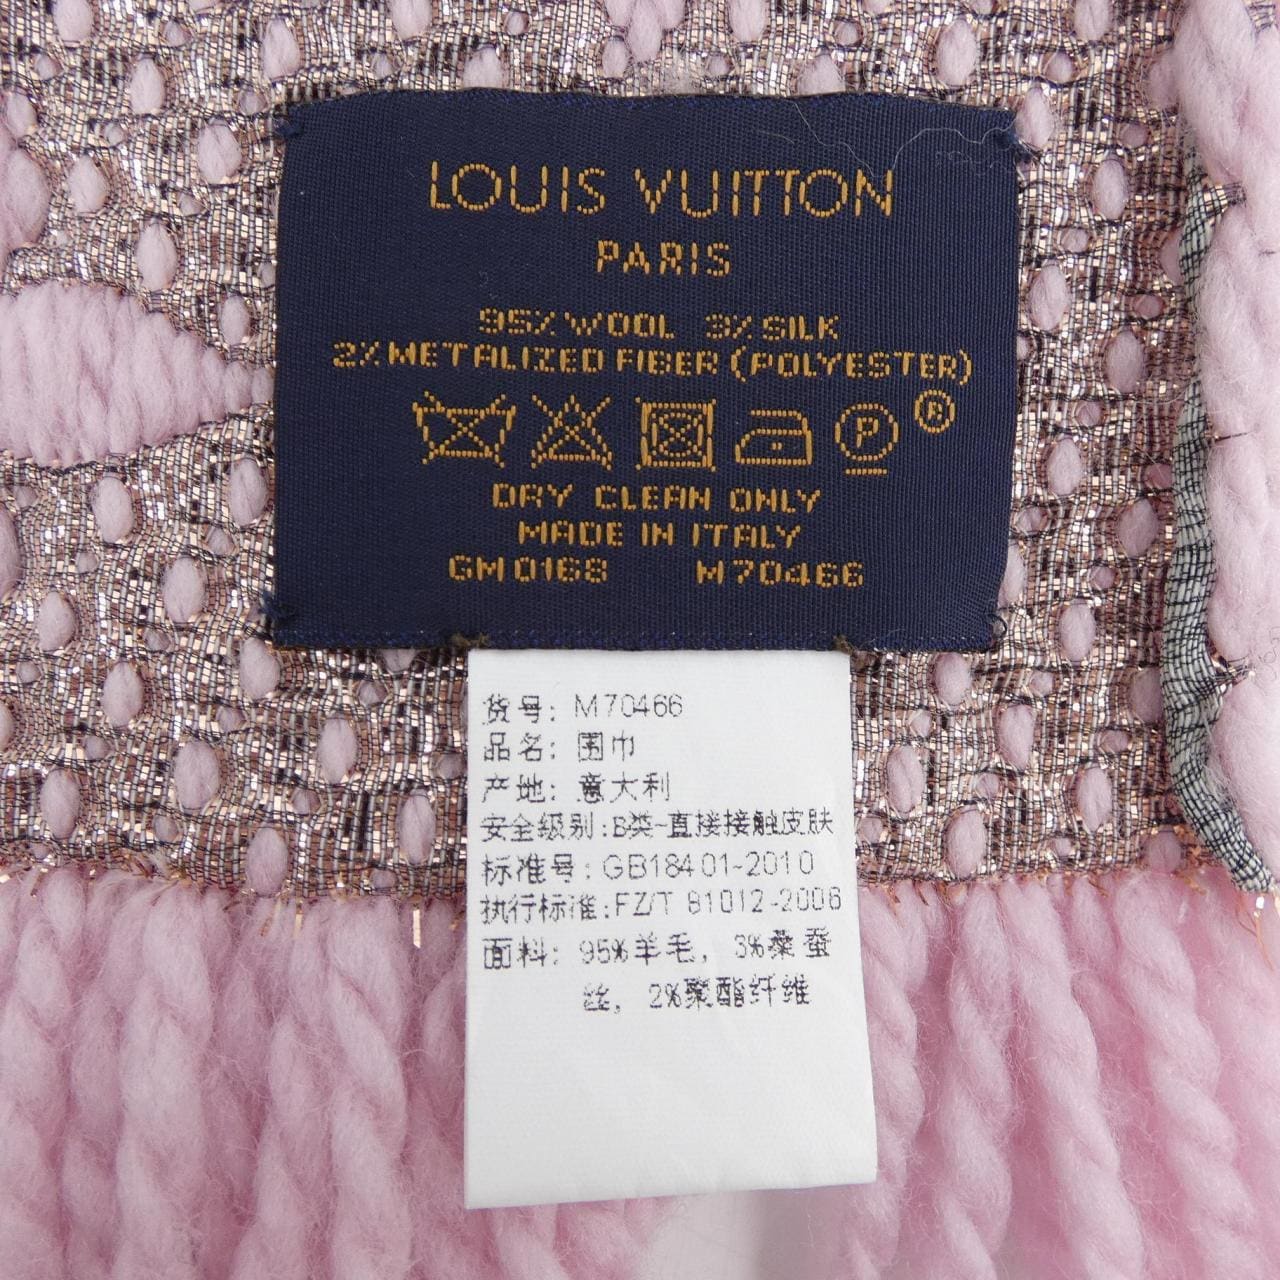 LOUIS VUITTON
PARIS
95% WOOL 3% SILK
2% METALIZED FIBER (POLYESTER)
P ®
DRY CLEAN ONLY
MADE IN ITALY
GM0168 M70466
货号: M70466
品名: 围巾
产地: 意大利
安全级别:B类-直接接触皮肤
标准号: GB18401-2010
执行标准:FZ/T 81012-2006
面料: 95%羊毛, 3%桑蚕
丝, 2%聚酯纤维